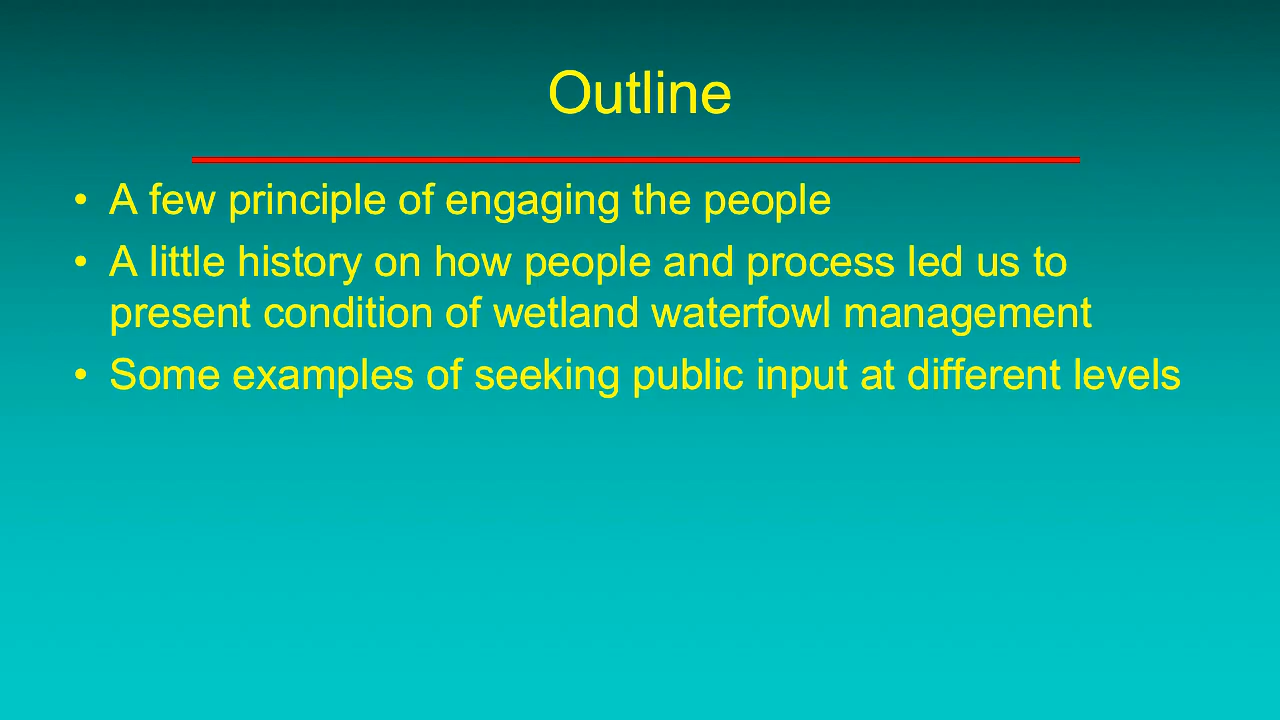 Outline
• A few principle of engaging the people
• A little history on how people and process led us to
present condition of wetland waterfowl management
• Some examples of seeking public input at different levels